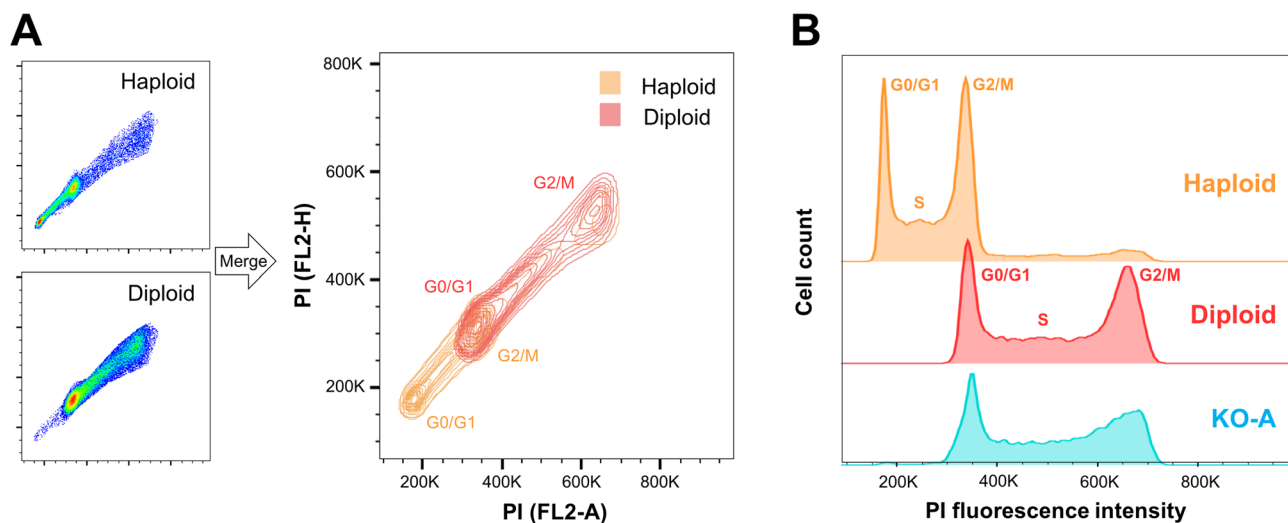 A
Haploid
Merge
Diploid
800K
600K
400K
200K
PI (FL2-H)
Haploid
Diploid
G2/M
G0/G1
G2/M
G0/G1
200K 400K 600K 800K
PI (FL2-A)
B
Cell count
G0/G1 G2/M
S
Haploid
G0/G1 G2/M
S
Diploid
KO-A
200K 400K 600K 800K
PI fluorescence intensity